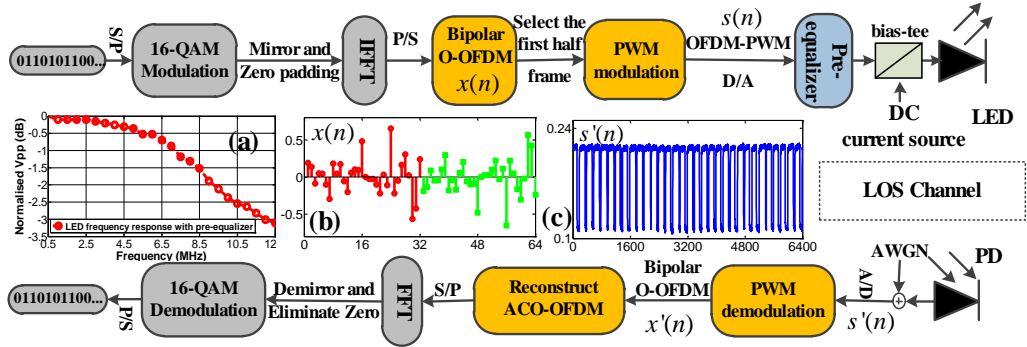 0110101100...
S/P
16-QAM
Modulation
Mirror and
Zero padding
IFFT
P/S
Bipolar
O-OFDM
x(n)
Select the
first half
frame
PWM
modulation
s(n)
OFDM-PWM
D/A
Pre-
equalizer
bias-tee
DC
current source
LED
Normalised Vpp (dB)
0
-0.5
-1
-1.5
-2
-2.5
-3
-3.5
0.5 2.5 4.5 6.5 8.5 10.5 12
Frequency (MHz)
LED frequency response with pre-equalizer
(a)
x(n)
0.5
0
-0.5
0 16 32 48 64
(b)
s'(n)
0.24
0.1
0 1600 3200 4800 6400
(c)
LOS Channel
0110101100...
P/S
16-QAM
Demodulation
Demirror and
Eliminate Zero
FFT
S/P
Reconstruct
ACO-OFDM
Bipolar
O-OFDM
x'(n)
PWM
demodulation
A/D
s'(n)
AWGN
PD